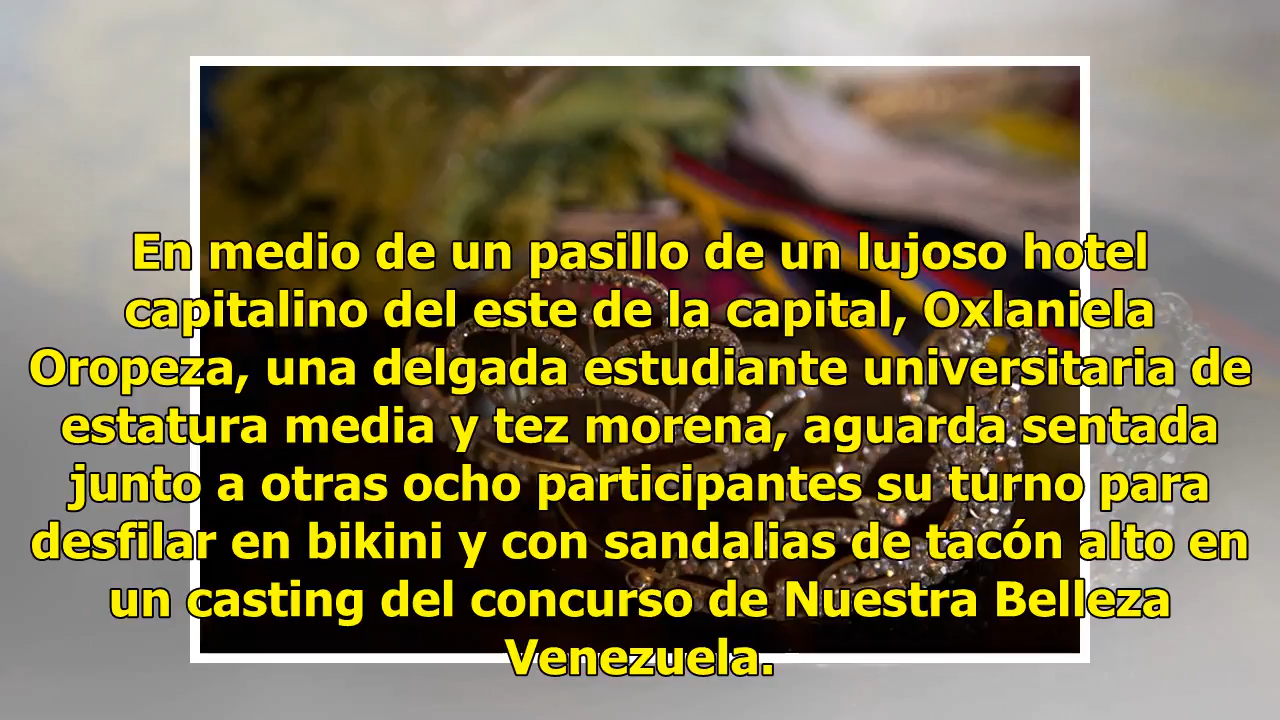 En medio de un pasillo de un lujoso hotel
capitalino del este de la capital, Oxlaniela
Oropeza, una delgada estudiante universitaria de
estatura media y tez morena, aguarda sentada
junto a otras ocho participantes su turno para
desfilar en bikini y con sandalias de tacón alto en
un casting del concurso de Nuestra Belleza
Venezuela.